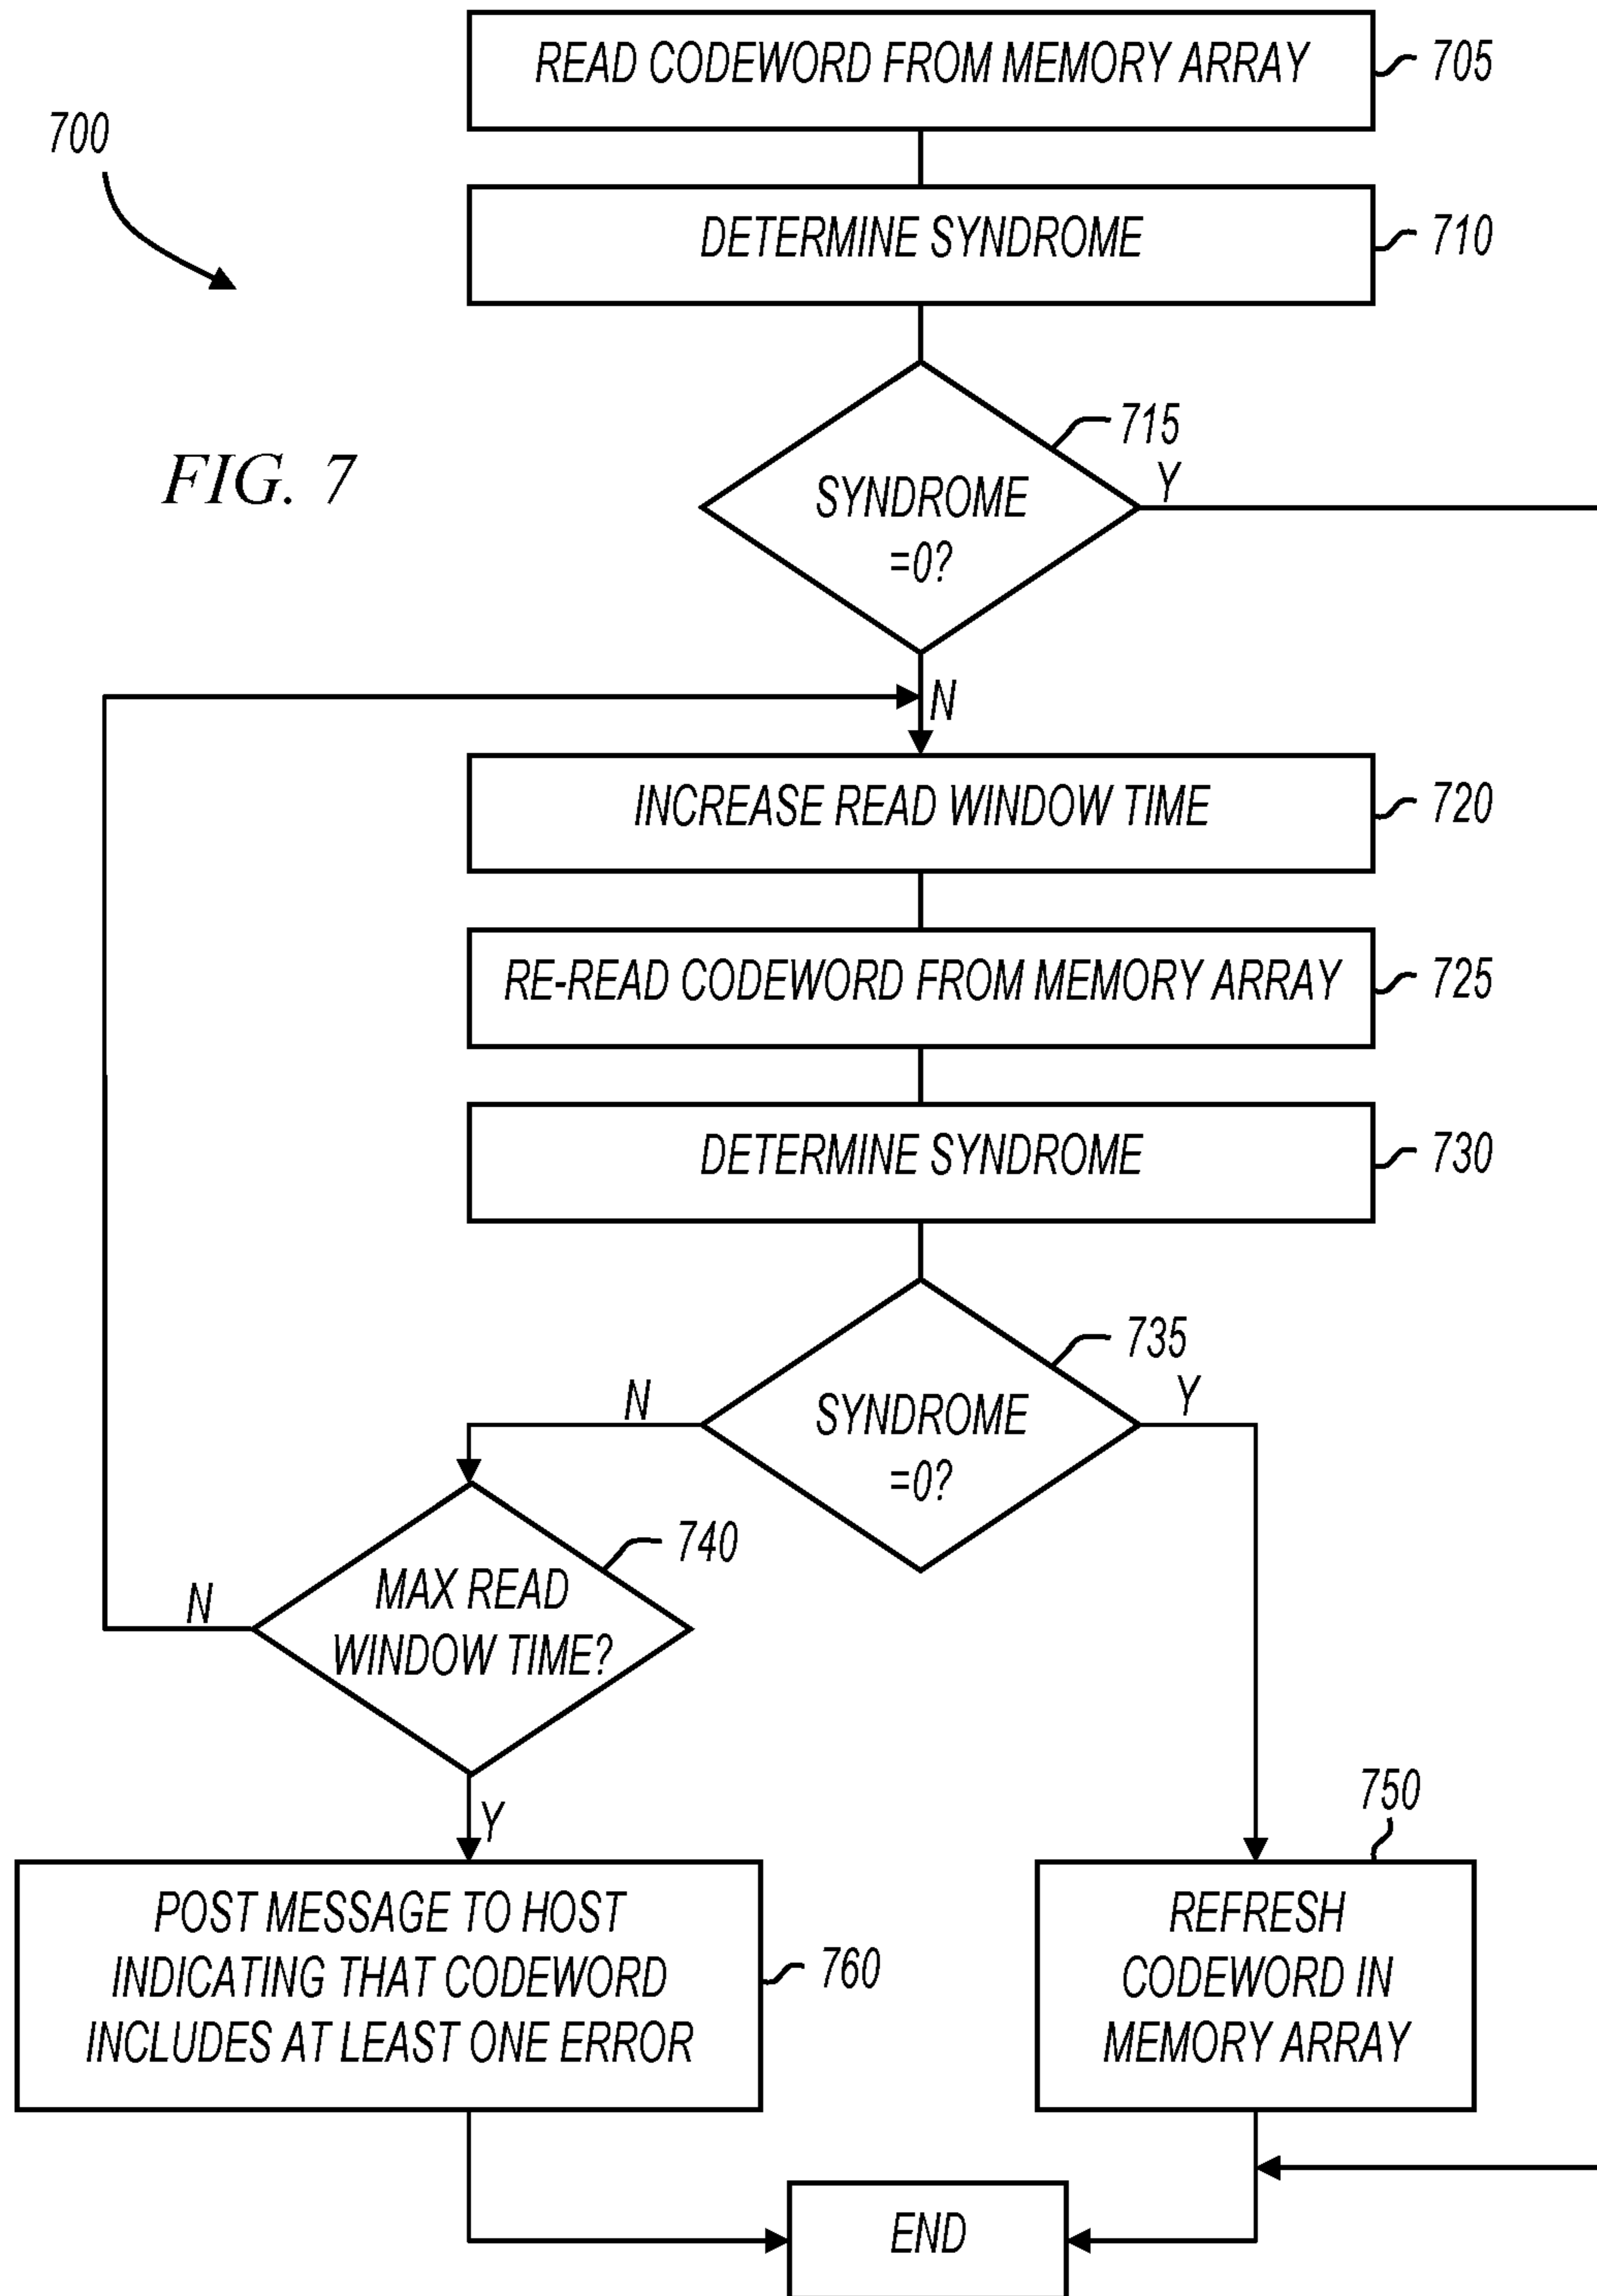 READ CODEWORD FROM MEMORY ARRAY
705
700
DETERMINE SYNDROME
710
715
FIG. 7
SYNDROME
=0?
Y
N
INCREASE READ WINDOW TIME
720
RE-READ CODEWORD FROM MEMORY ARRAY
725
DETERMINE SYNDROME
730
735
SYNDROME
=0?
N
Y
740
MAX READ
WINDOW TIME?
N
Y
750
POST MESSAGE TO HOST
INDICATING THAT CODEWORD
INCLUDES AT LEAST ONE ERROR
760
REFRESH
CODEWORD IN
MEMORY ARRAY
END